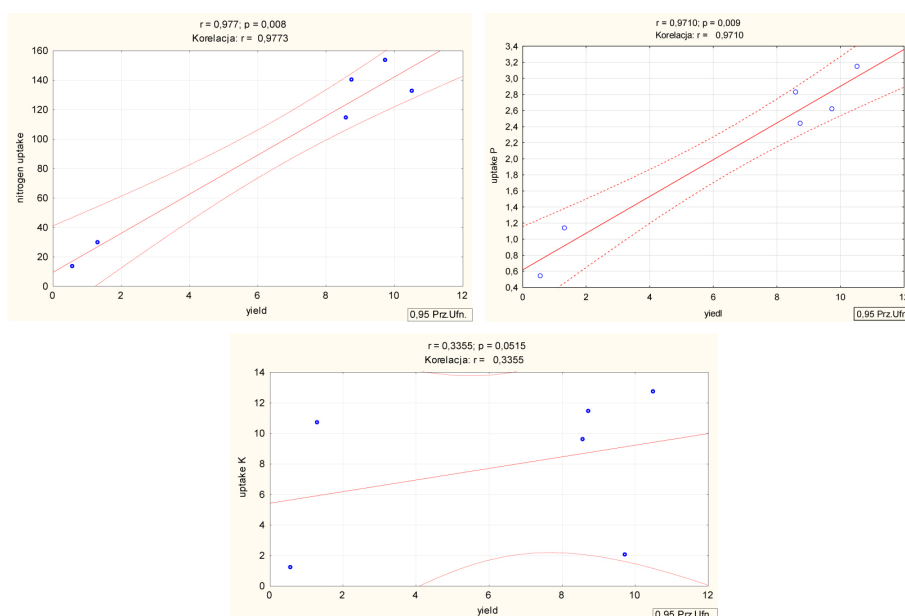 r = 0,977; p = 0,008
Korelacja: r = 0,9773
160
140
120
100
80
60
40
20
0
nitrogen uptake
0 2 4 6 8 10 12
yield
0,95 Prz.Ufn.
r = 0,9710; p = 0,009
Korelacja: r = 0,9710
3,4
3,2
3,0
2,8
2,6
2,4
2,2
2,0
1,8
1,6
1,4
1,2
1,0
0,8
0,6
0,4
uptake P
0 2 4 6 8 10 12
yiedl
0,95 Prz.Ufn
r = 0,3355; p = 0,0515
Korelacja: r = 0,3355
14
12
10
8
6
4
2
0
uptake K
0 2 4 6 8 10 12
yield
0,95 Prz.Ufn.